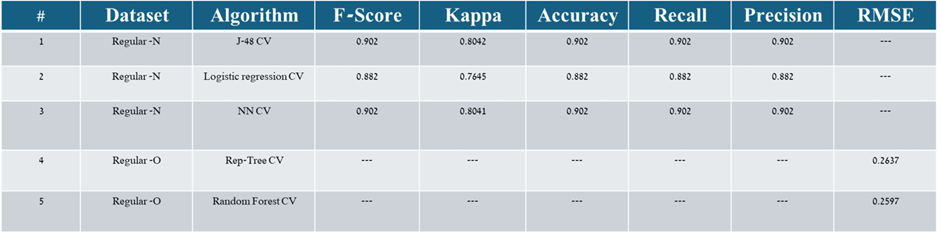 # Dataset Algorithm F-Score Kappa Accuracy Recall Precision RMSE
1 Regular -N J-48 CV 0.902 0.8042 0.902 0.902 0.902 ---
2 Regular -N Logistic regression CV 0.882 0.7645 0.882 0.882 0.882 ---
3 Regular -N NN CV 0.902 0.8041 0.902 0.902 0.902 ---
4 Regular -O Rep-Tree CV --- --- --- --- --- 0.2637
5 Regular -O Random Forest CV --- --- --- --- --- 0.2597